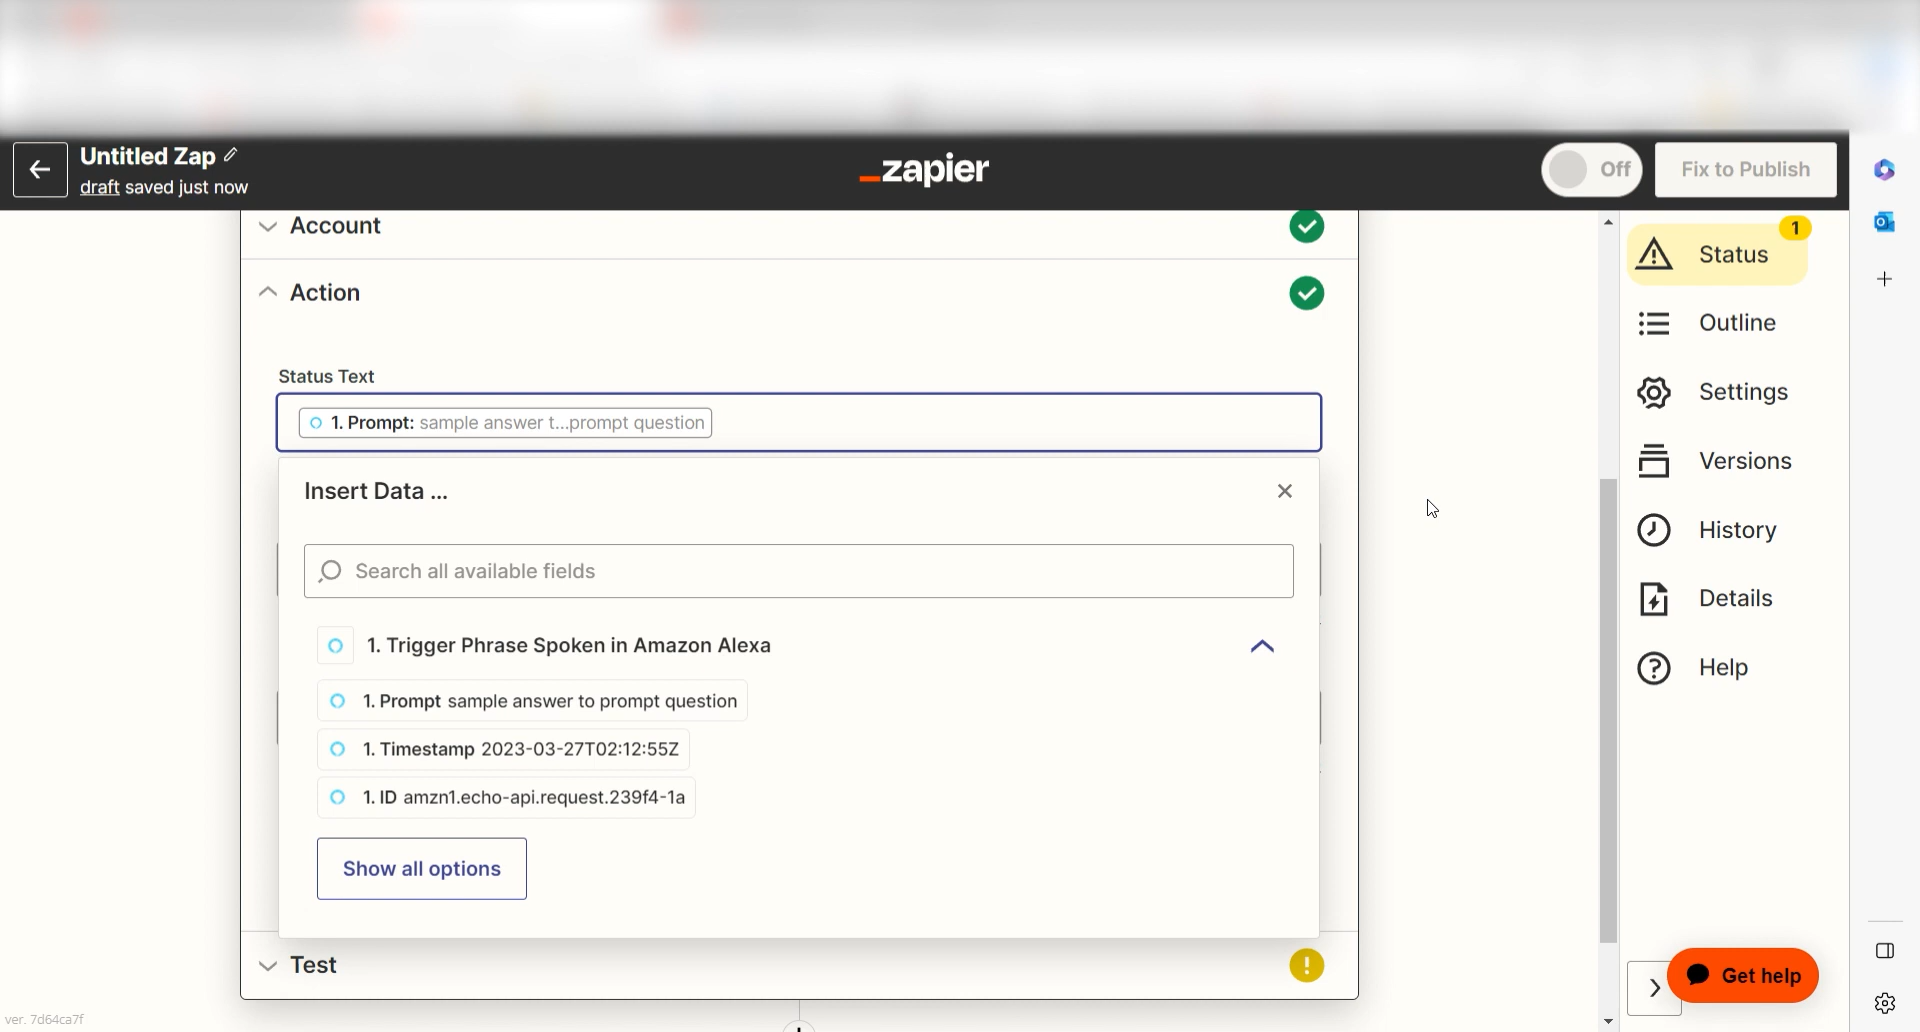 Untitled Zap
draft saved just now
zapier
Off
Fix to Publish
Account
Action
Status Text
1. Prompt: sample answer t...prompt question
Insert Data ...
Search all available fields
1. Trigger Phrase Spoken in Amazon Alexa
1. Prompt sample answer to prompt question
1. Timestamp 2023-03-27T02:12:55Z
1. ID amzn1.echo-api.request.239f4-1a
Show all options
Test
1
Status
Outline
Settings
Versions
History
Details
Help
Get help
ver. 7d64ca7f